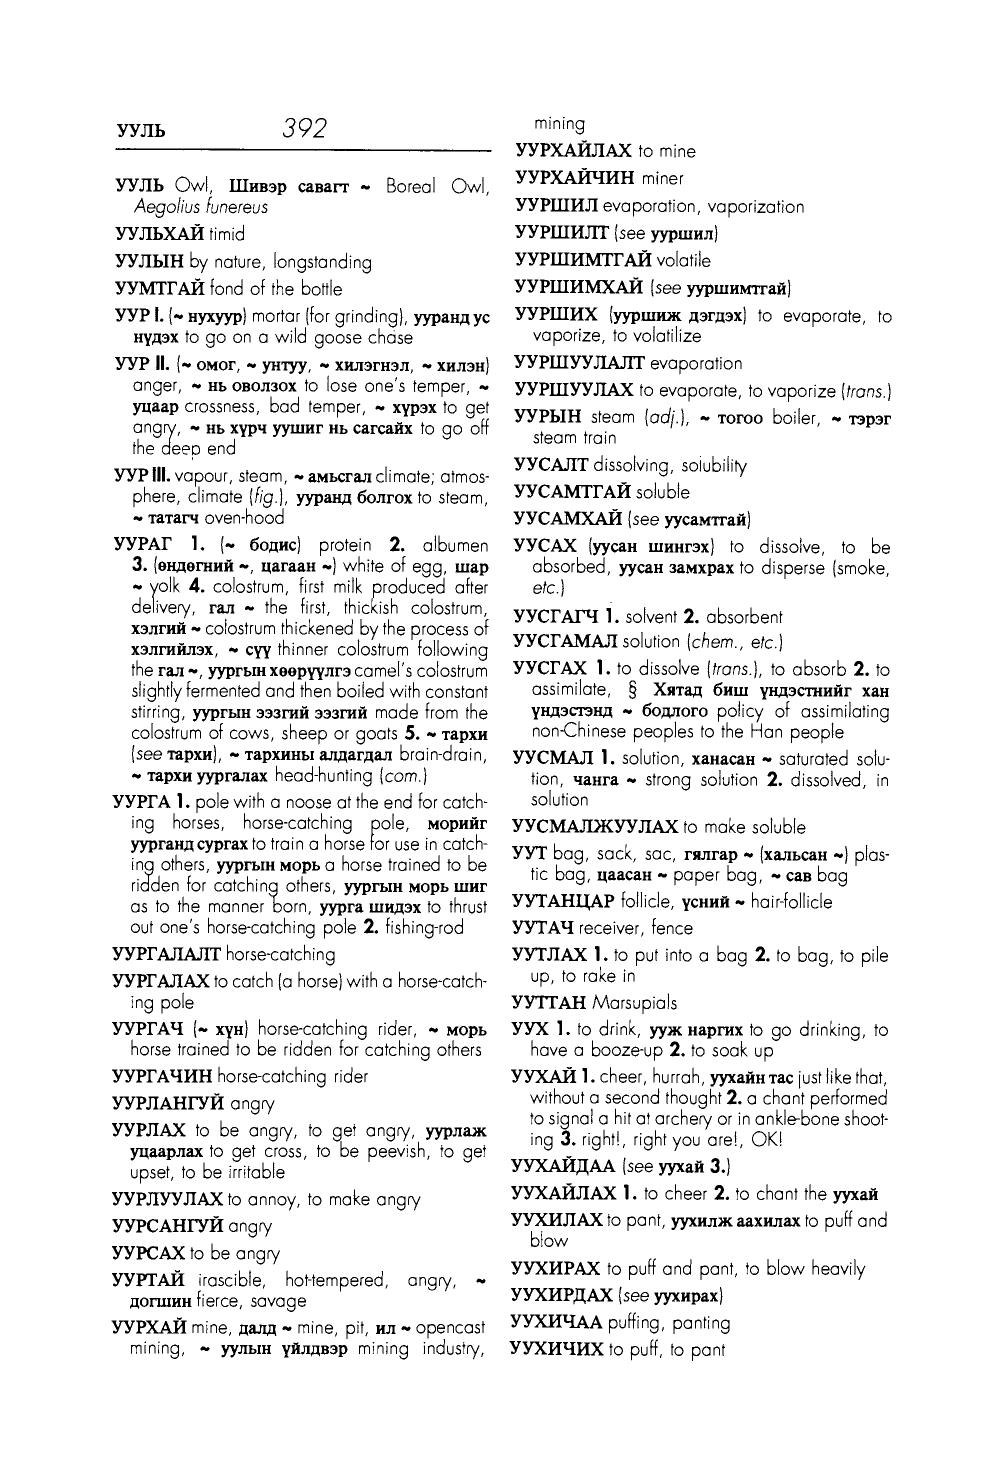 УУЛЬ 392
УУЛЬ Owl, Шивэр савагт ~ Boreal Owl,
Aegolius funereus
УУЛЬХАЙ timid
УУЛЫН by nature, longstanding
УУМТГАЙ fond of the bottle
УУР I. (~ нухуур) mortar (for grinding), ууранд ус
нүдэх to go on a wild goose chase
УУР II. (~ омог, ~ унтуу, ~ хилэгнэл, ~ хилэн)
anger, ~ нь оволзох to lose one's temper, ~
уцаар crossness, bad temper, ~ хүрэх to get
angry, ~ нь хүрч уушиг нь сагсайх to go off
the deep end
УУР III. vapour, steam, ~ амьсгал climate; atmos-
phere, climate (fig.), ууранд болгох to steam,
~ татагч oven-hood
УУРАГ 1. (~ бодис) protein 2. albumen
3. (өндөгний ~, цагаан ~) white of egg, шар
~ yolk 4. colostrum, first milk produced after
delivery, гал ~ the first, thickish colostrum,
хэлгий ~ colostrum thickened by the process of
хэлгийлэх, ~ сүү thinner colostrum following
the гал ~, уургын хөөрүүлгэ camel's colostrum
slightly fermented and then boiled with constant
stirring, уургын ээзгий ээзгий made from the
colostrum of cows, sheep or goats 5. ~ тархи
(see тархи), ~ тархины алдагдал brain-drain,
~ тархи уургалах head-hunting (com.)
УУРГА 1. pole with a noose at the end for catch-
ing horses, horse-catching pole, морийг
уурганд сургах to train a horse for use in catch-
ing others, уургын морь a horse trained to be
ridden for catching others, уургын морь шиг
as to the manner born, уурга шидэх to thrust
out one's horse-catching pole 2. fishing-rod
УУРГАЛАЛТ horse-catching
УУРГАЛАХ to catch (a horse) with a horse-catch-
ing pole
УУРГАЧ (~ хүн) horse-catching rider, ~ морь
horse trained to be ridden for catching others
УУРГАЧИН horse-catching rider
УУРЛАНГУЙ angry
УУРЛАХ to be angry, to get angry, уурлаж
уцаарлах to get cross, to be peevish, to get
upset, to be irritable
УУРЛУУЛАХ to annoy, to make angry
УУРСАНГУЙ angry
УУРСАХ to be angry
УУРТАЙ irascible, hot-tempered, angry, ~
догшин fierce, savage
УУРХАЙ mine, далд ~ mine, pit, ил ~ opencast
mining, ~ уулын үйлдвэр mining industry,
mining
УУРХАЙЛАХ to mine
УУРХАЙЧИН miner
УУРШИЛ evaporation, vaporization
УУРШИЛТ (see ууршил)
УУРШИМТГАЙ volatile
УУРШИМХАЙ (see ууршимтгай)
УУРШИХ (ууршиж дэгдэх) to evaporate, to
vaporize, to volatilize
УУРШУУЛАЛТ evaporation
УУРШУУЛАХ to evaporate, to vaporize (trans.)
УУРЫН steam (adj.), ~ тогоо boiler, ~ тэрэг
steam train
УУСАЛТ dissolving, solubility
УУСАМТГАЙ soluble
УУСАМХАЙ (see уусамтгай)
УУСАХ (уусан шингэх) to dissolve, to be
absorbed, уусан замхрах to disperse (smoke,
etc.)
УУСГАГЧ 1. solvent 2. absorbent
УУСГАМАЛ solution (chem., etc.)
УУСГАХ 1. to dissolve (trans.), to absorb 2. to
assimilate, § Хятад биш үндэстнийг хан
үндэстэнд ~ бодлого policy of assimilating
non-Chinese peoples to the Han people
УУСМАЛ 1. solution, ханасан ~ saturated solu-
tion, чанга ~ strong solution 2. dissolved, in
solution
УУСМАЛЖУУЛАХ to make soluble
УУТ bag, sack, sac, гялгар ~ (хальсан ~) plas-
tic bag, цаасан ~ paper bag, ~ сав bag
УУТАНЦАР follicle, үсний ~ hair-follicle
УУТАЧ receiver, fence
УУТЛАХ 1. to put into a bag 2. to bag, to pile
up, to rake in
УУТТАН Marsupials
УУХ 1. to drink, ууж наргих to go drinking, to
have a booze-up 2. to soak up
УУХАЙ 1. cheer, hurrah, уухайн тас just like that,
without a second thought 2. a chant performed
to signal a hit at archery or in ankle-bone shoot-
ing 3. right!, right you are!, OK!
УУХАЙДАА (see уухай 3.)
УУХАЙЛАХ 1. to cheer 2. to chant the уухай
УУХИЛАХ to pant, уухилж аахилах to puff and
blow
УУХИРАХ to puff and pant, to blow heavily
УУХИРДАХ (see уухирах)
УУХИЧАА puffing, panting
УУХИЧИХ to puff, to pant